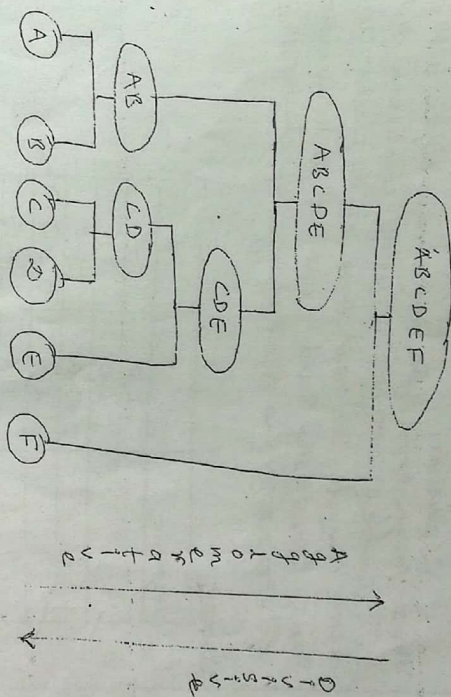 ABCDEF
ABCDE
CDE
AB
CD
A
B
C
D
E
F
Agglomerative
Divisive